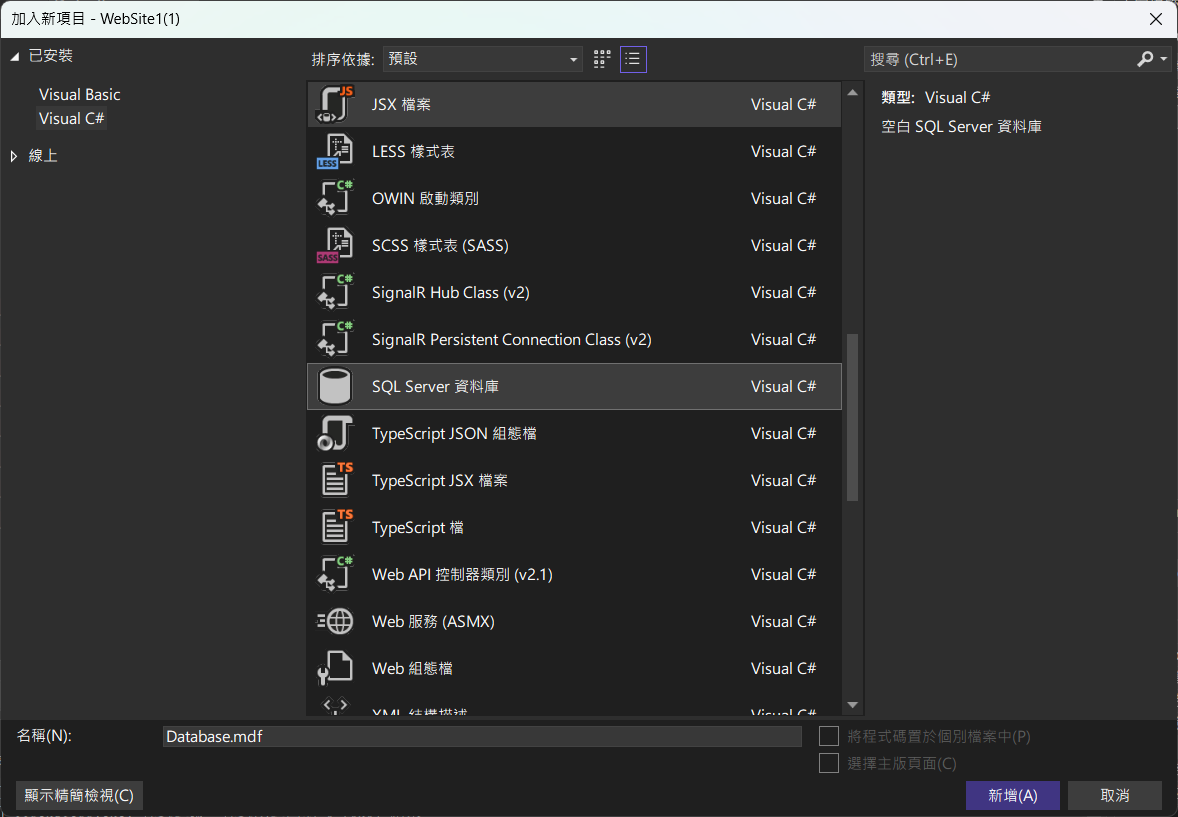 加入新項目 - WebSite1(1)
已安裝
Visual Basic
Visual C#
線上
排序依據: 預設
JSX 檔案 Visual C#
LESS 樣式表 Visual C#
OWIN 啟動類別 Visual C#
SCSS 樣式表 (SASS) Visual C#
SignalR Hub Class (v2) Visual C#
SignalR Persistent Connection Class (v2) Visual C#
SQL Server 資料庫 Visual C#
TypeScript JSON 組態檔 Visual C#
TypeScript JSX 檔案 Visual C#
TypeScript 檔 Visual C#
Web API 控制器類別 (v2.1) Visual C#
Web 服務 (ASMX) Visual C#
Web 組態檔 Visual C#
XML 結構描述 Visual C#
搜尋 (Ctrl+E)
類型: Visual C#
空白 SQL Server 資料庫
名稱(N): Database.mdf
將程式碼置於個別檔案中(P)
選擇主版頁面(C)
顯示精簡檢視(C)
新增(A)
取消